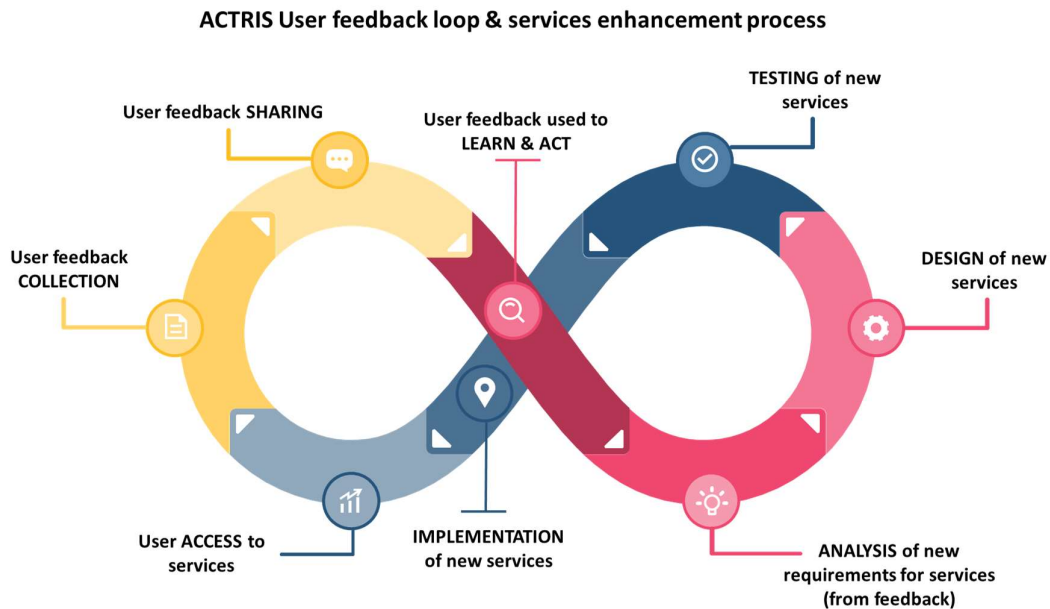 ACTRIS User feedback loop & services enhancement process
User feedback SHARING
User feedback used to
LEARN & ACT
TESTING of new
services
User feedback
COLLECTION
DESIGN of new
services
User ACCESS to
services
IMPLEMENTATION
of new services
ANALYSIS of new
requirements for services
(from feedback)